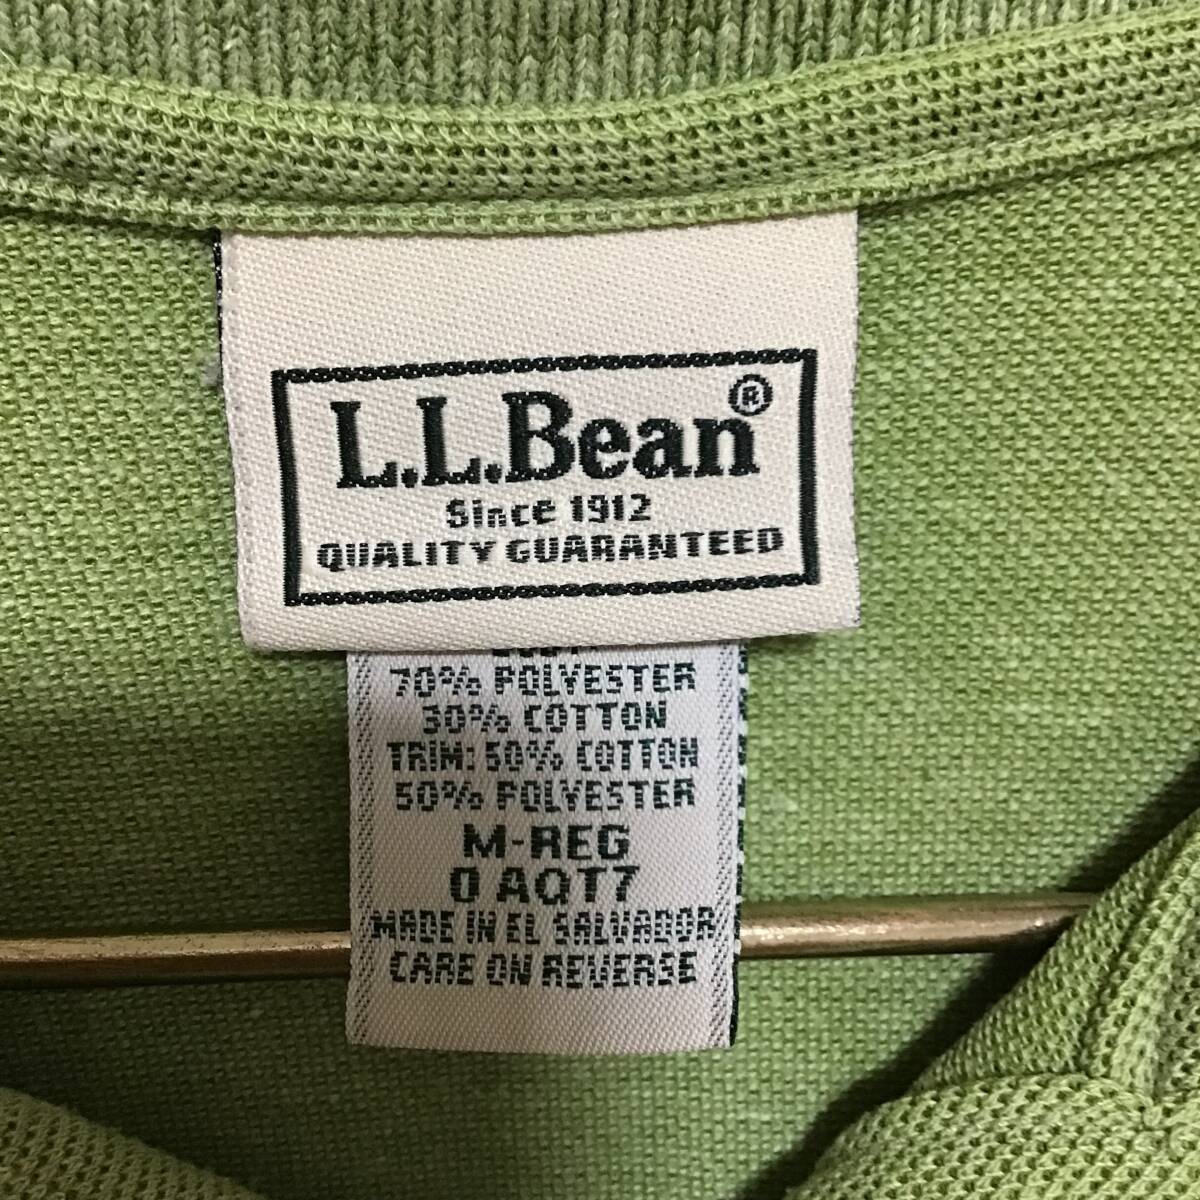 L.L.Bean®
Since 1912
QUALITY GUARANTEED
70% POLYESTER
30% COTTON
TRIM: 50% COTTON
50% POLYESTER
M-REG
0 AQT7
MADE IN EL SALVADOR
CARE ON REVERSE